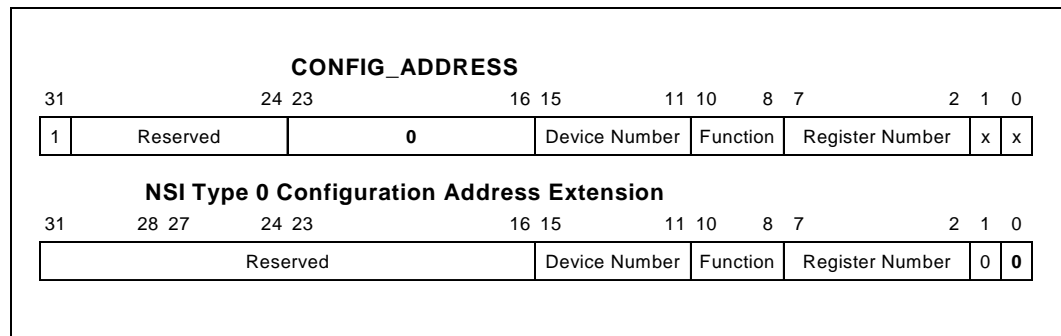 CONFIG_ADDRESS
31 24 23 16 15 11 10 8 7 2 1 0
1 Reserved 0 Device Number Function Register Number x x
NSI Type 0 Configuration Address Extension
31 28 27 24 23 16 15 11 10 8 7 2 1 0
Reserved Device Number Function Register Number 0 0